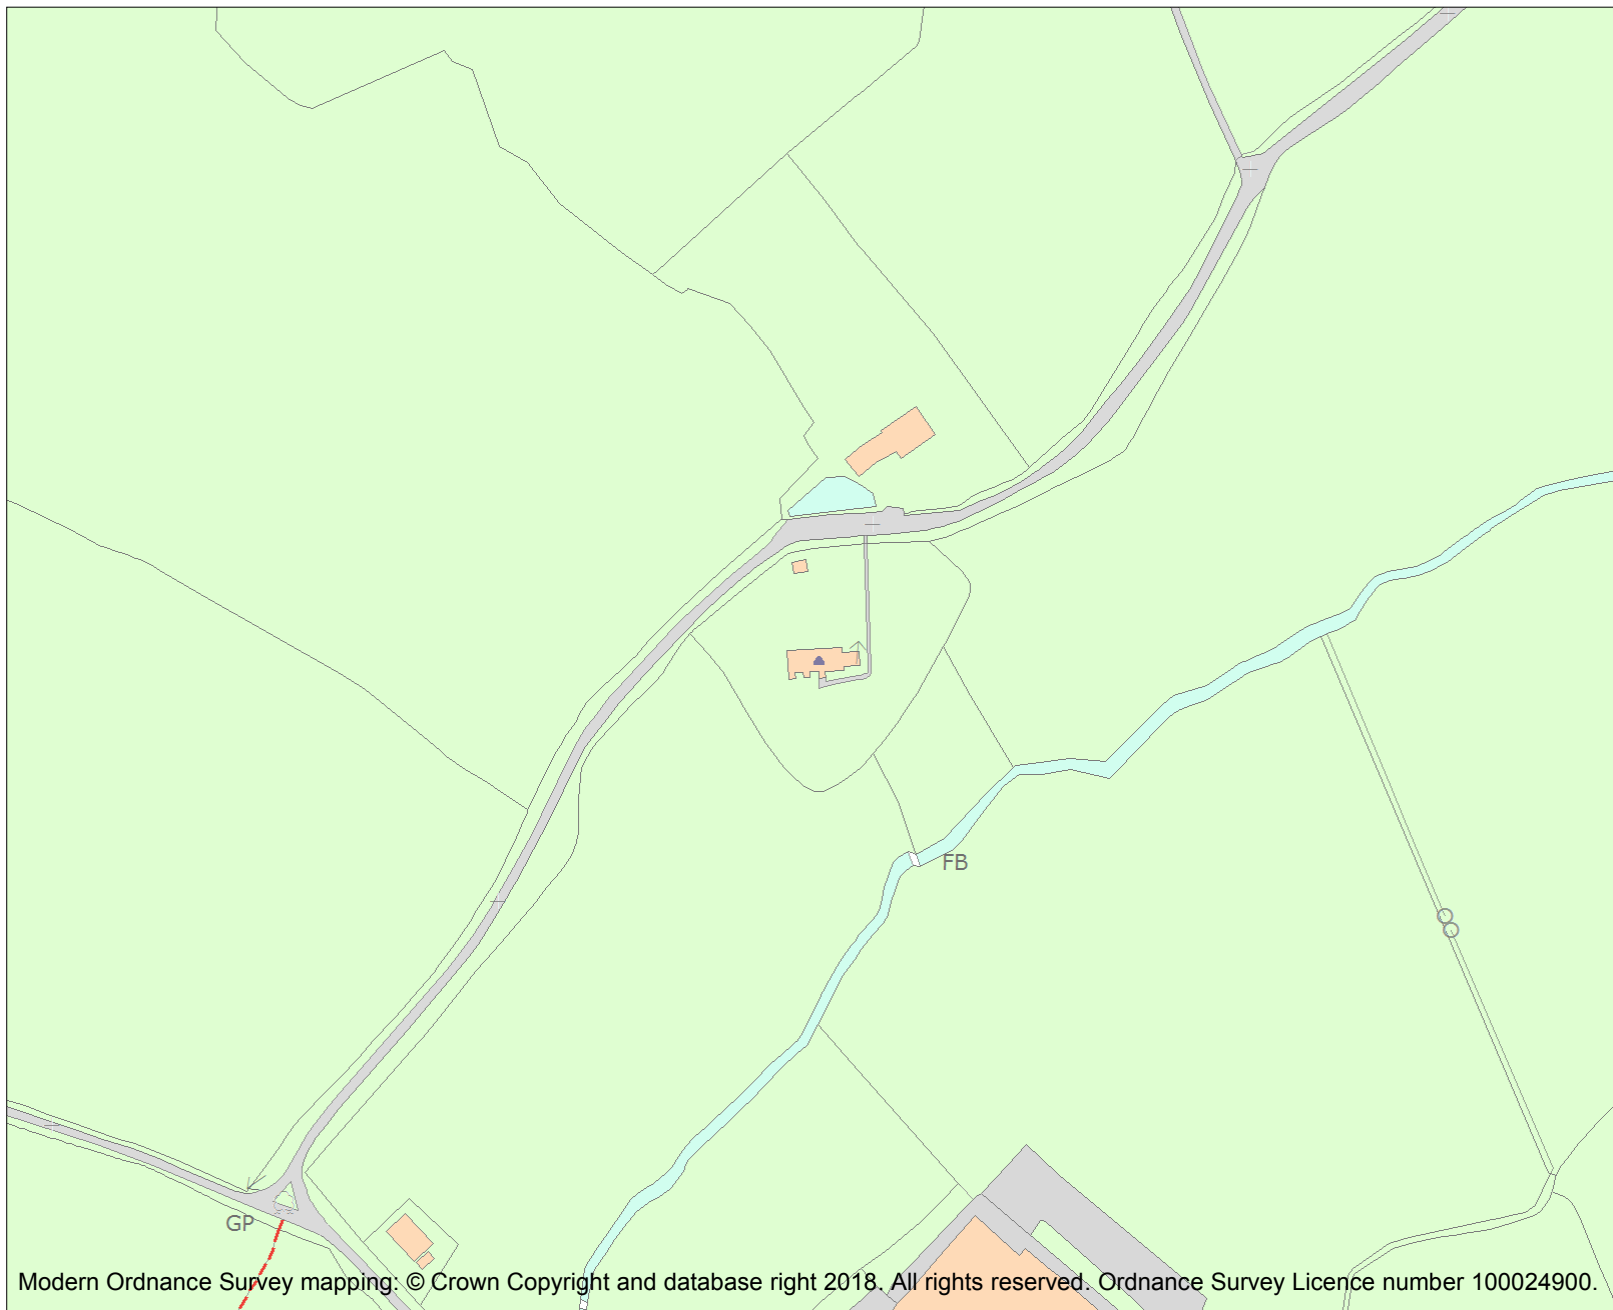 FB
GP
Modern Ordnance Survey mapping: © Crown Copyright and database right 2018. All rights reserved. Ordnance Survey Licence number 100024900.